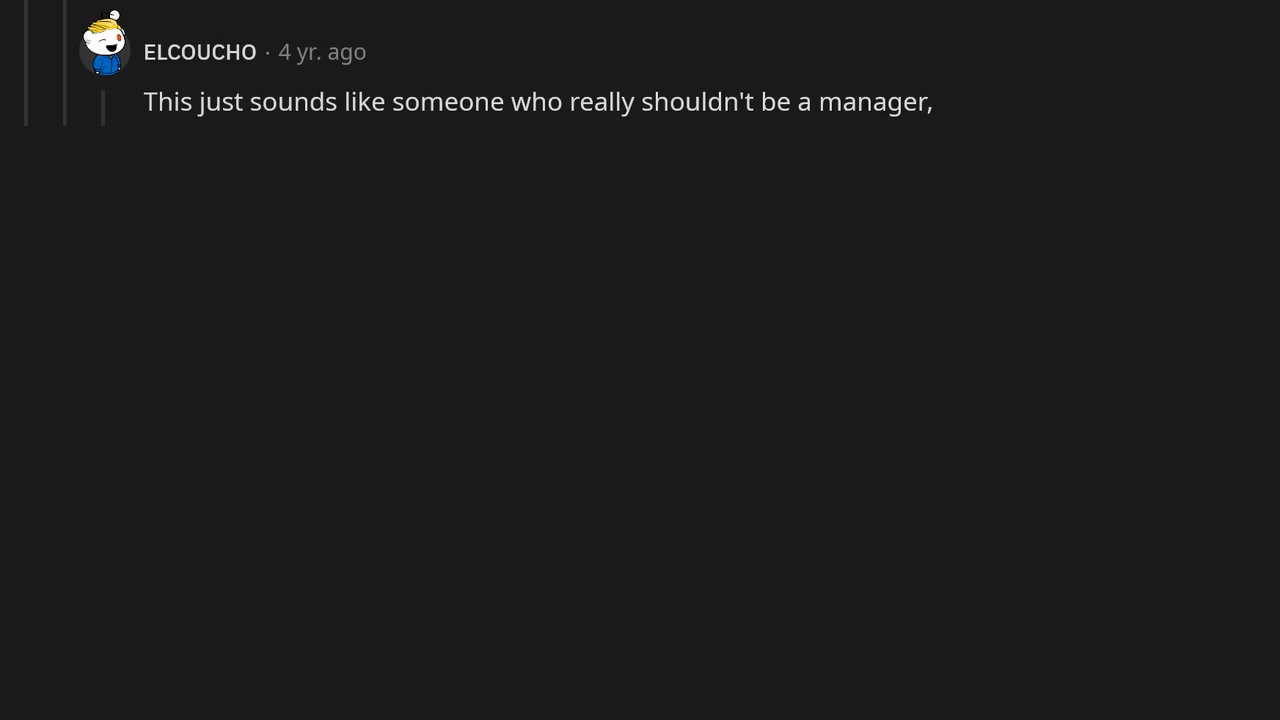 ELCOUCHO · 4 yr. ago
This just sounds like someone who really shouldn't be a manager,